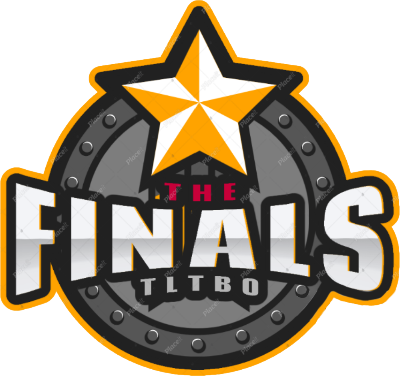 THE
FINALS
TLTBO